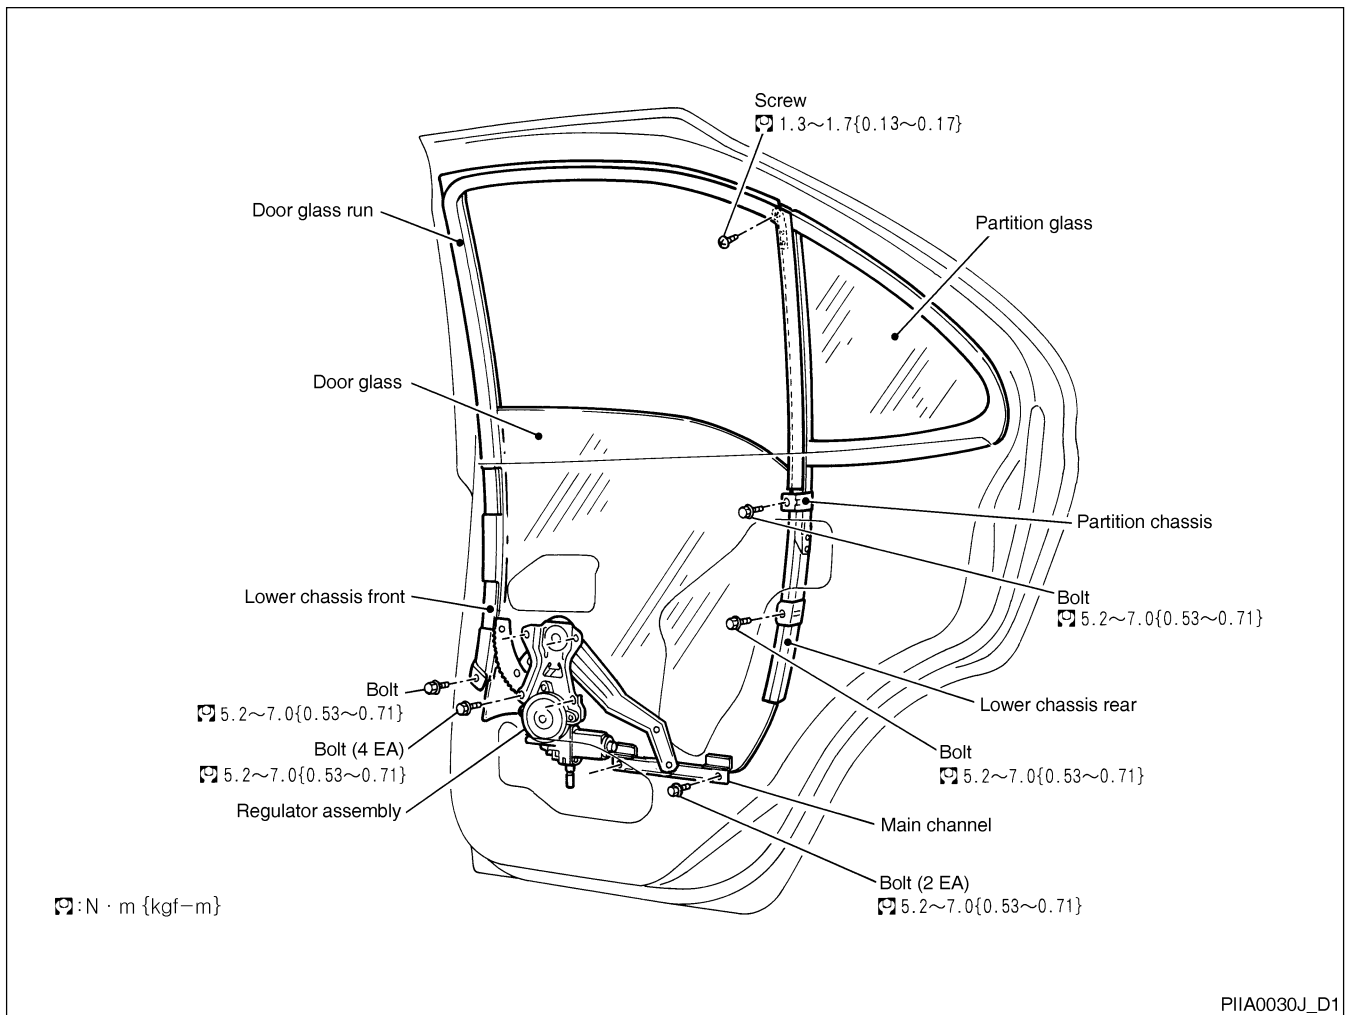 Screw
1.3～1.7{0.13～0.17}
Door glass run
Partition glass
Door glass
Partition chassis
Lower chassis front
Bolt
5.2～7.0{0.53～0.71}
Bolt
5.2～7.0{0.53～0.71}
Lower chassis rear
Bolt (4 EA)
5.2～7.0{0.53～0.71}
Bolt
5.2～7.0{0.53～0.71}
Regulator assembly
Main channel
Bolt (2 EA)
5.2～7.0{0.53～0.71}
:N · m {kgf−m}
PIIA0030J_D1